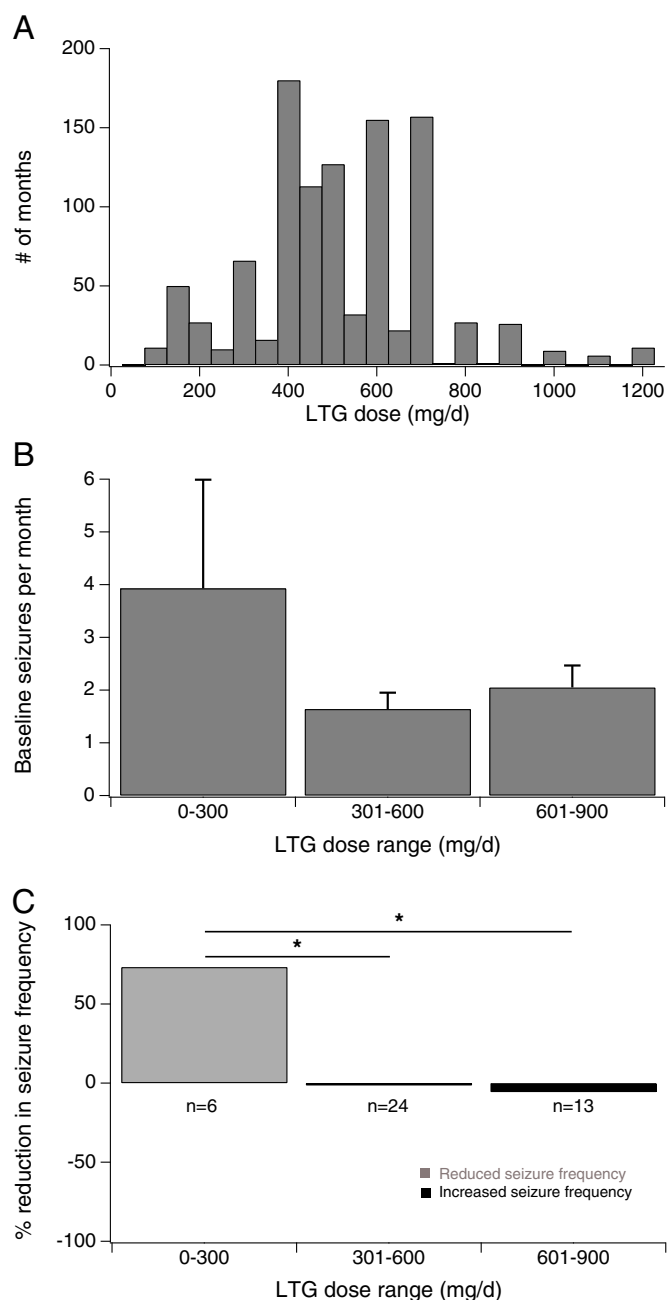 A
200
150
100
50
0
# of months
0 200 400 600 800 1000 1200
LTG dose (mg/d)
B
6
5
4
3
2
1
0
Baseline seizures per month
0-300 301-600 601-900
LTG dose range (mg/d)
C
100
50
0
-50
-100
% reduction in seizure frequency
*
*
n=6 n=24 n=13
Reduced seizure frequency
Increased seizure frequency
0-300 301-600 601-900
LTG dose range (mg/d)